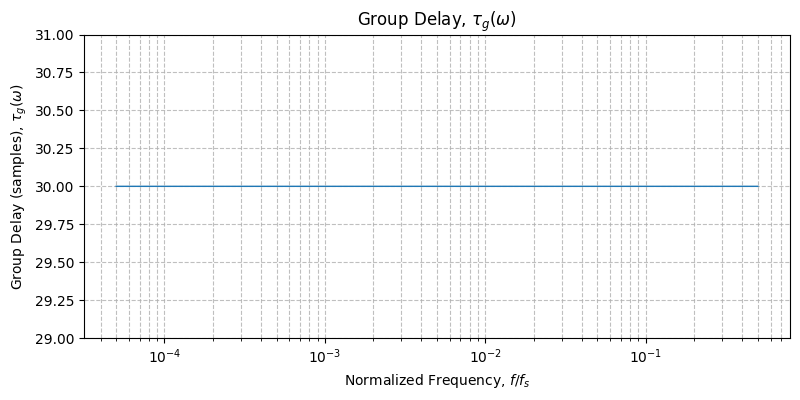 Group Delay, τg(ω)
31.00
30.75
30.50
30.25
30.00
29.75
29.50
29.25
29.00
Group Delay (samples), τg(ω)
10⁻⁴ 10⁻³ 10⁻² 10⁻¹
Normalized Frequency, f/fs